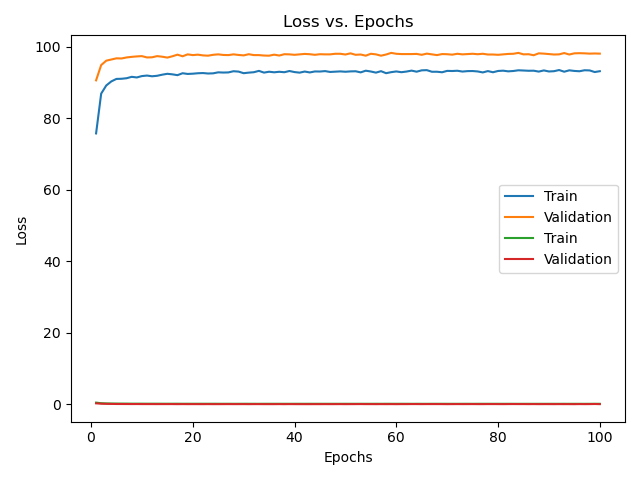 Loss vs. Epochs
100
80
60
40
20
0
Loss
Train
Validation
Train
Validation
0 20 40 60 80 100
Epochs